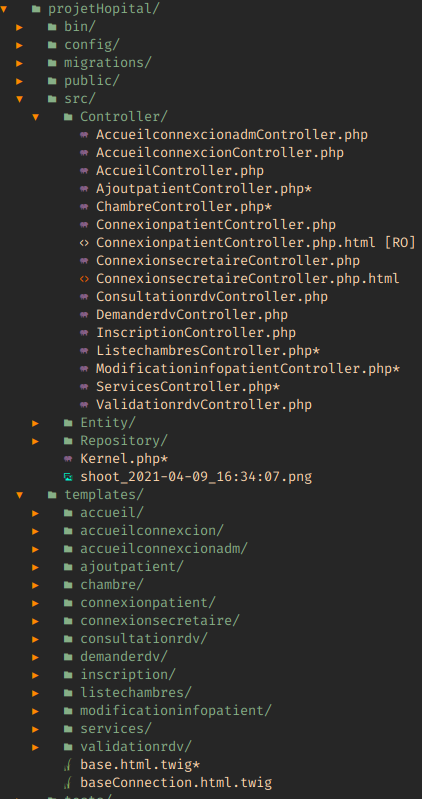 projetHopital/
bin/
config/
migrations/
public/
src/
Controller/
AccueilconnexcionadmController.php
AccueilconnexcionController.php
AccueilController.php
AjoutpatientController.php*
ChambreController.php*
ConnexionpatientController.php
<> ConnexionpatientController.php.html [RO]
ConnexionsecretaireController.php
<> ConnexionsecretaireController.php.html
ConsultationrdvController.php
DemanderdvController.php
InscriptionController.php
ListechambresController.php*
ModificationinfopatientController.php*
ServicesController.php*
ValidationrdvController.php
Entity/
Repository/
Kernel.php*
shoot_2021-04-09_16:34:07.png
templates/
accueil/
accueilconnexcion/
accueilconnexcionadm/
ajoutpatient/
chambre/
connexionpatient/
connexionsecretaire/
consultationrdv/
demanderdv/
inscription/
listechambres/
modificationinfopatient/
services/
validationrdv/
base.html.twig*
baseConnection.html.twig